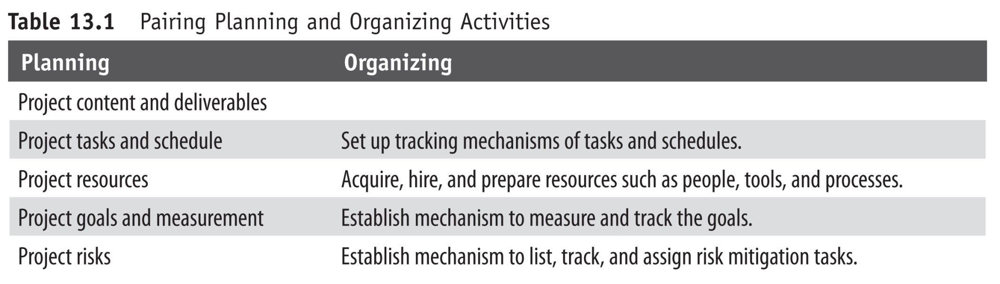 Table 13.1 Pairing Planning and Organizing Activities
Planning Organizing
Project content and deliverables
Project tasks and schedule Set up tracking mechanisms of tasks and schedules.
Project resources Acquire, hire, and prepare resources such as people, tools, and processes.
Project goals and measurement Establish mechanism to measure and track the goals.
Project risks Establish mechanism to list, track, and assign risk mitigation tasks.